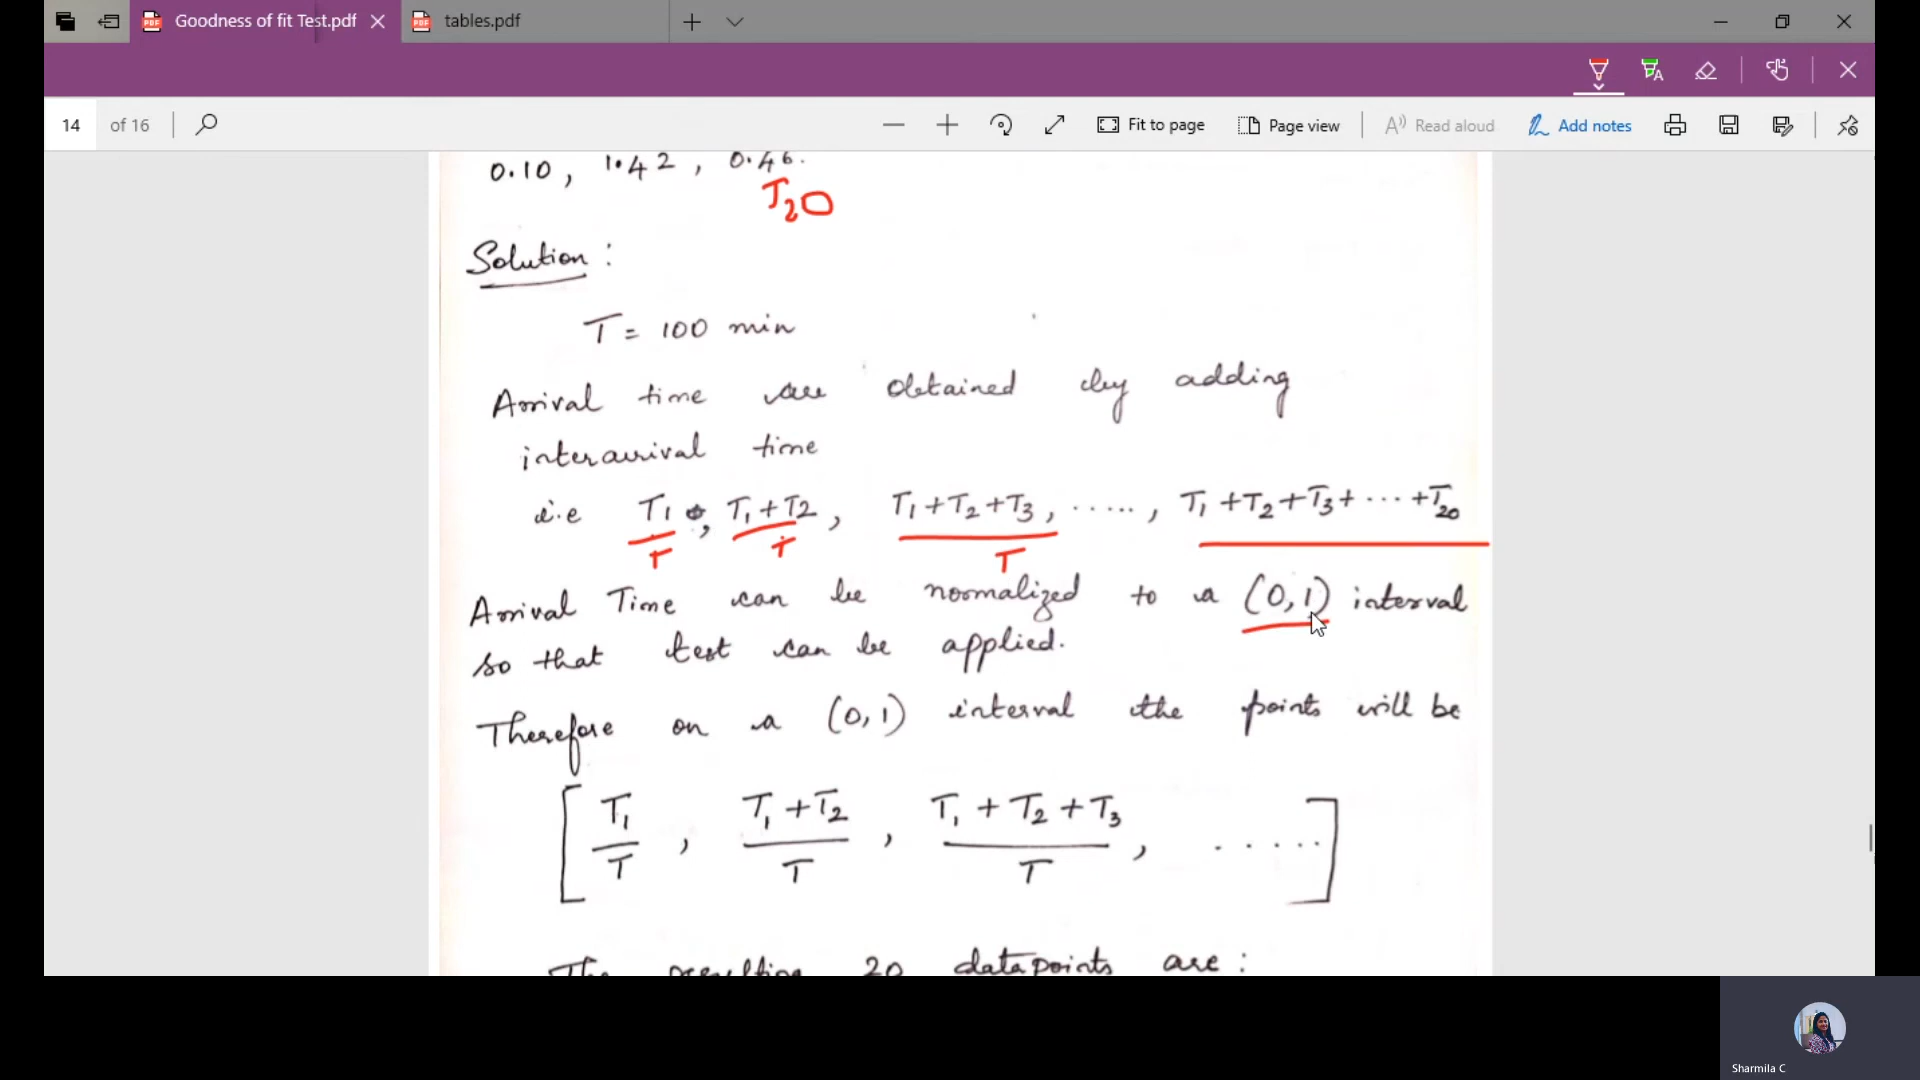 Goodness of fit Test.pdf
tables.pdf
14 of 16
Fit to page
Page view
Read aloud
Add notes
0.10, 1.42, 0.46.
T20
Solution :
T = 100 min
Arrival time are obtained by adding
interarrival time
i.e T1, T1+T2, T1+T2+T3, ....., T1+T2+T3+...+T20
T T T
Arrival Time can be normalized to a (0,1) interval
so that test can be applied.
Therefore on a (0,1) interval the points will be
[ T1/T, T1+T2/T, T1+T2+T3/T, ..... ]
The resulting 20 datapoints are :
Sharmila C